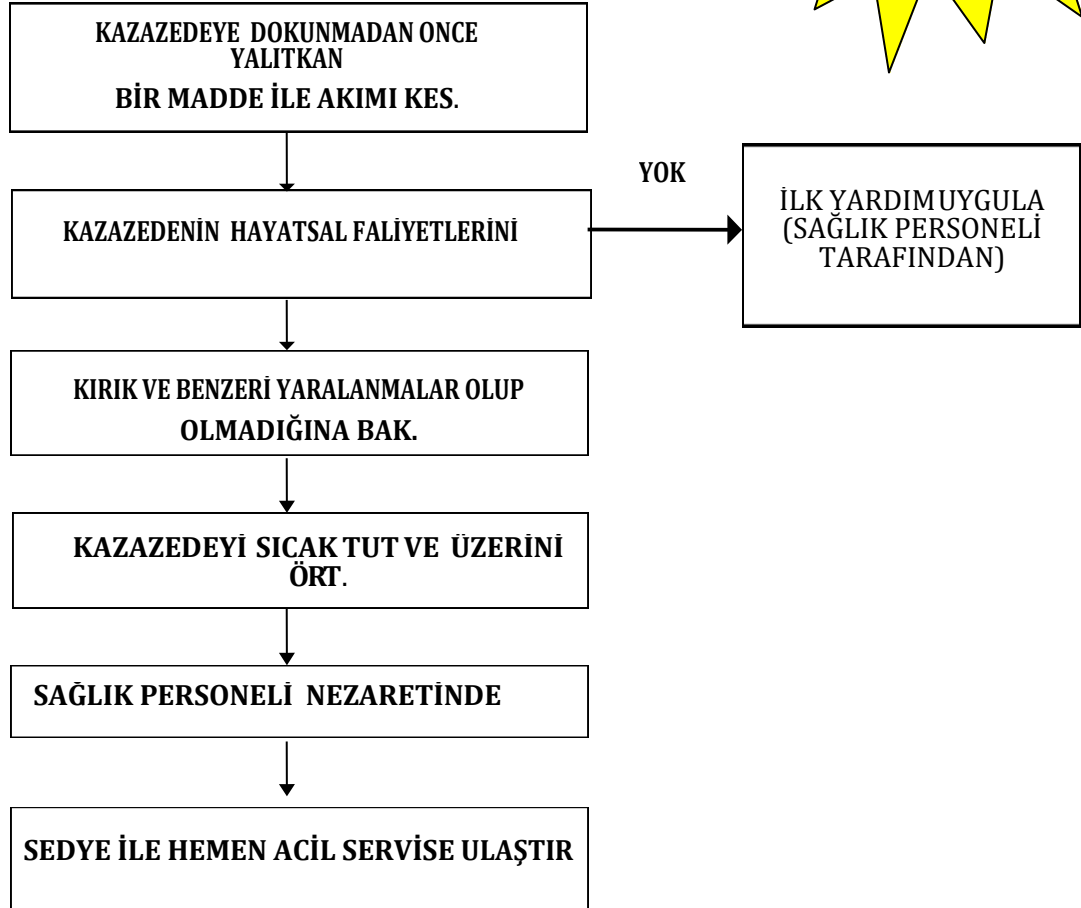 KAZAZEDEYE DOKUNMADAN ONCE
YALITKAN
BİR MADDE İLE AKIMI KES.
YOK
KAZAZEDENİN HAYATSAL FALİYETLERİNİ
İLK YARDIM UYGULA
(SAĞLIK PERSONELİ
TARAFINDAN)
KIRIK VE BENZERİ YARALANMALAR OLUP
OLMADIĞINA BAK.
KAZAZEDEYİ SICAK TUT VE ÜZERİNİ
ÖRT.
SAĞLIK PERSONELİ NEZARETİNDE
SEDYE İLE HEMEN ACİL SERVİSE ULAŞTIR